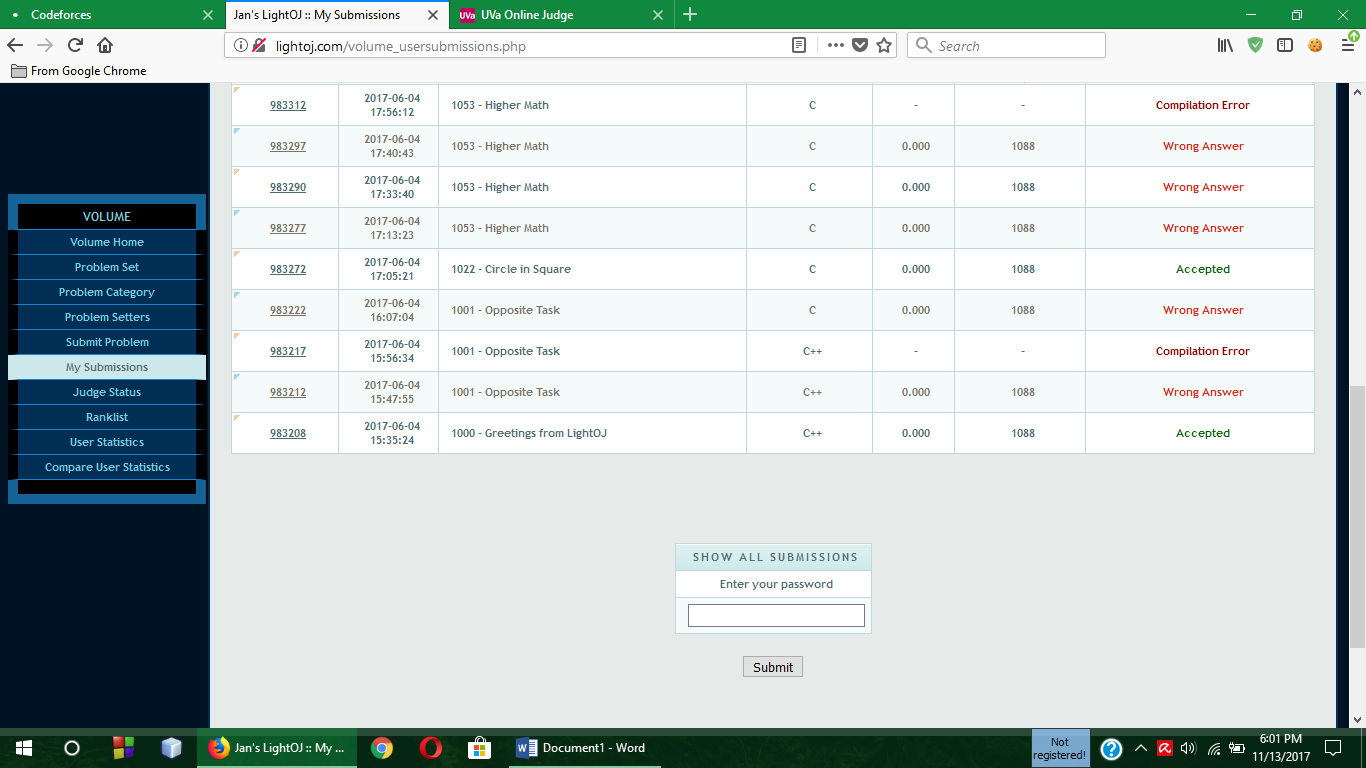 Codeforces
Jan's LightOJ :: My Submissions
UVa Online Judge
lightoj.com/volume_usersubmissions.php
Search
From Google Chrome
983312 2017-06-04 17:56:12 1053 - Higher Math C - - Compilation Error
983297 2017-06-04 17:40:43 1053 - Higher Math C 0.000 1088 Wrong Answer
983290 2017-06-04 17:33:40 1053 - Higher Math C 0.000 1088 Wrong Answer
983277 2017-06-04 17:13:23 1053 - Higher Math C 0.000 1088 Wrong Answer
983272 2017-06-04 17:05:21 1022 - Circle in Square C 0.000 1088 Accepted
983222 2017-06-04 16:07:04 1001 - Opposite Task C 0.000 1088 Wrong Answer
983217 2017-06-04 15:56:34 1001 - Opposite Task C++ - - Compilation Error
983212 2017-06-04 15:47:55 1001 - Opposite Task C++ 0.000 1088 Wrong Answer
983208 2017-06-04 15:35:24 1000 - Greetings from LightOJ C++ 0.000 1088 Accepted
VOLUME
Volume Home
Problem Set
Problem Category
Problem Setters
Submit Problem
My Submissions
Judge Status
Ranklist
User Statistics
Compare User Statistics
SHOW ALL SUBMISSIONS
Enter your password
Submit
Jan's LightOJ :: My ...
Document1 - Word
Not registered!
6:01 PM
11/13/2017